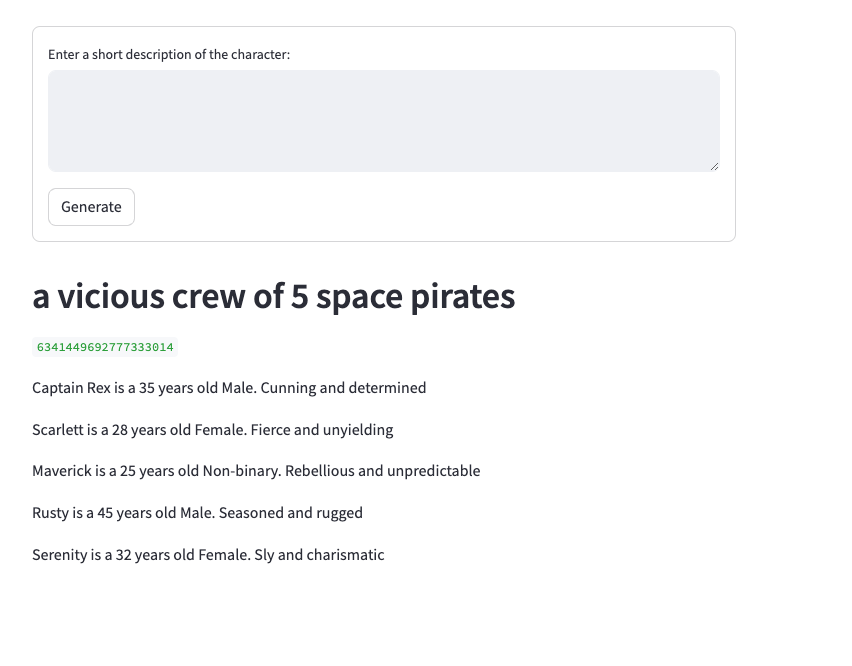 Enter a short description of the character:
Generate
a vicious crew of 5 space pirates
6341449692777333014
Captain Rex is a 35 years old Male. Cunning and determined
Scarlett is a 28 years old Female. Fierce and unyielding
Maverick is a 25 years old Non-binary. Rebellious and unpredictable
Rusty is a 45 years old Male. Seasoned and rugged
Serenity is a 32 years old Female. Sly and charismatic